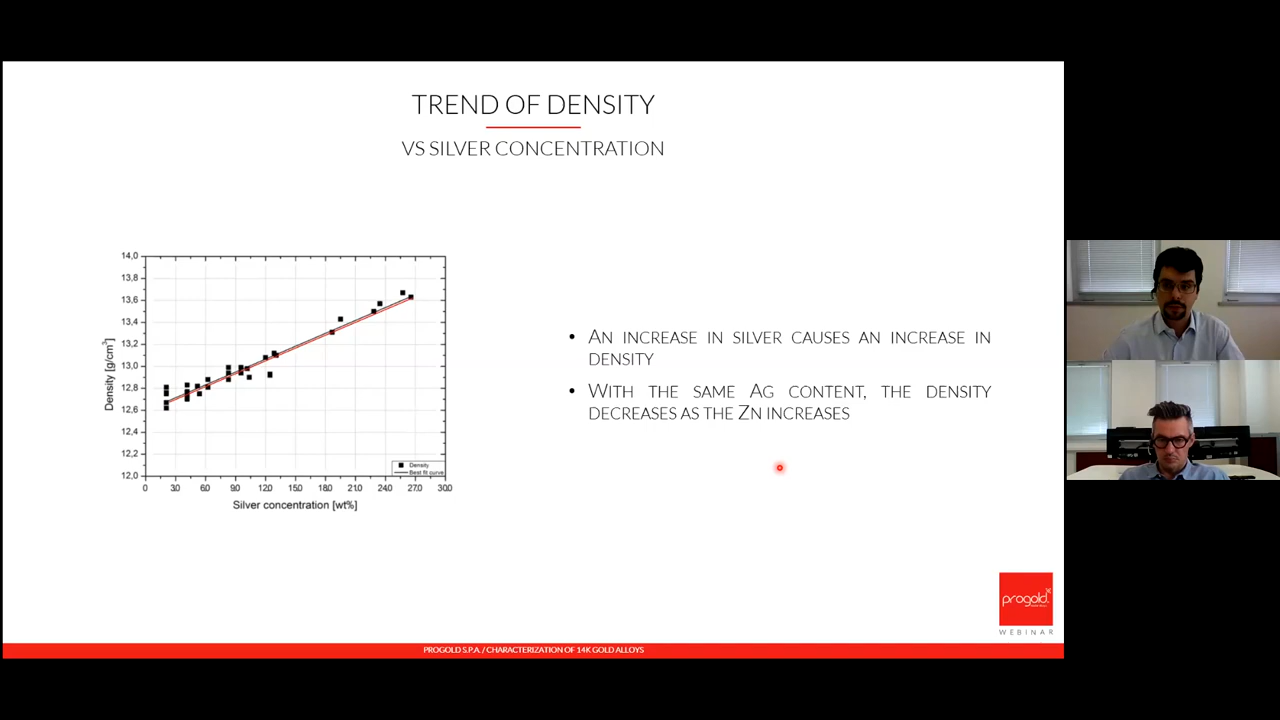 TREND OF DENSITY
VS SILVER CONCENTRATION
14,0
13,8
13,6
13,4
13,2
13,0
12,8
12,6
12,4
12,2
12,0
Density [g/cm³]
0 30 60 90 120 150 180 210 240 270 300
Silver concentration [wt%]
Density
Best fit curve
• AN INCREASE IN SILVER CAUSES AN INCREASE IN
DENSITY
• WITH THE SAME AG CONTENT, THE DENSITY
DECREASES AS THE ZN INCREASES
progold
WEBINAR
PROGOLD S.P.A. / CHARACTERIZATION OF 14K GOLD ALLOYS